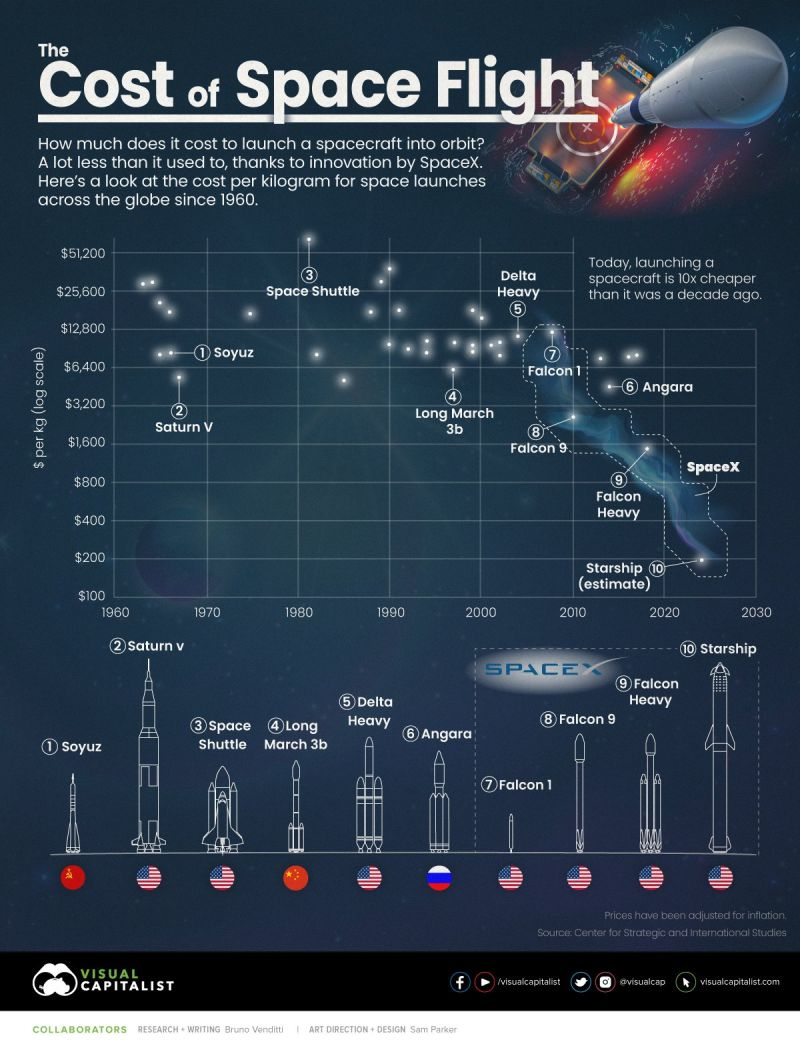 The
Cost of Space Flight
How much does it cost to launch a spacecraft into orbit?
A lot less than it used to, thanks to innovation by SpaceX.
Here's a look at the cost per kilogram for space launches
across the globe since 1960.
$51,200
$25,600
$12,800
$6,400
$3,200
$1,600
$800
$400
$200
$100
$ per kg (log scale)
1960
1970
1980
1990
2000
2010
2020
2030
Today, launching a
spacecraft is 10x cheaper
than it was a decade ago.
3
Space Shuttle
Delta
Heavy
5
1 Soyuz
2
Saturn V
7
Falcon 1
6 Angara
4
Long March
3b
8
Falcon 9
9
Falcon
Heavy
SpaceX
Starship 10
(estimate)
2 Saturn v
SPACEX
10 Starship
9 Falcon
Heavy
5 Delta
Heavy
8 Falcon 9
3 Space
Shuttle
4 Long
March 3b
6 Angara
1 Soyuz
7 Falcon 1
Prices have been adjusted for inflation.
Source: Center for Strategic and International Studies
VISUAL
CAPITALIST
/visualcapitalist
@visualcap
visualcapitalist.com
COLLABORATORS RESEARCH + WRITING Bruno Venditti | ART DIRECTION + DESIGN Sam Parker